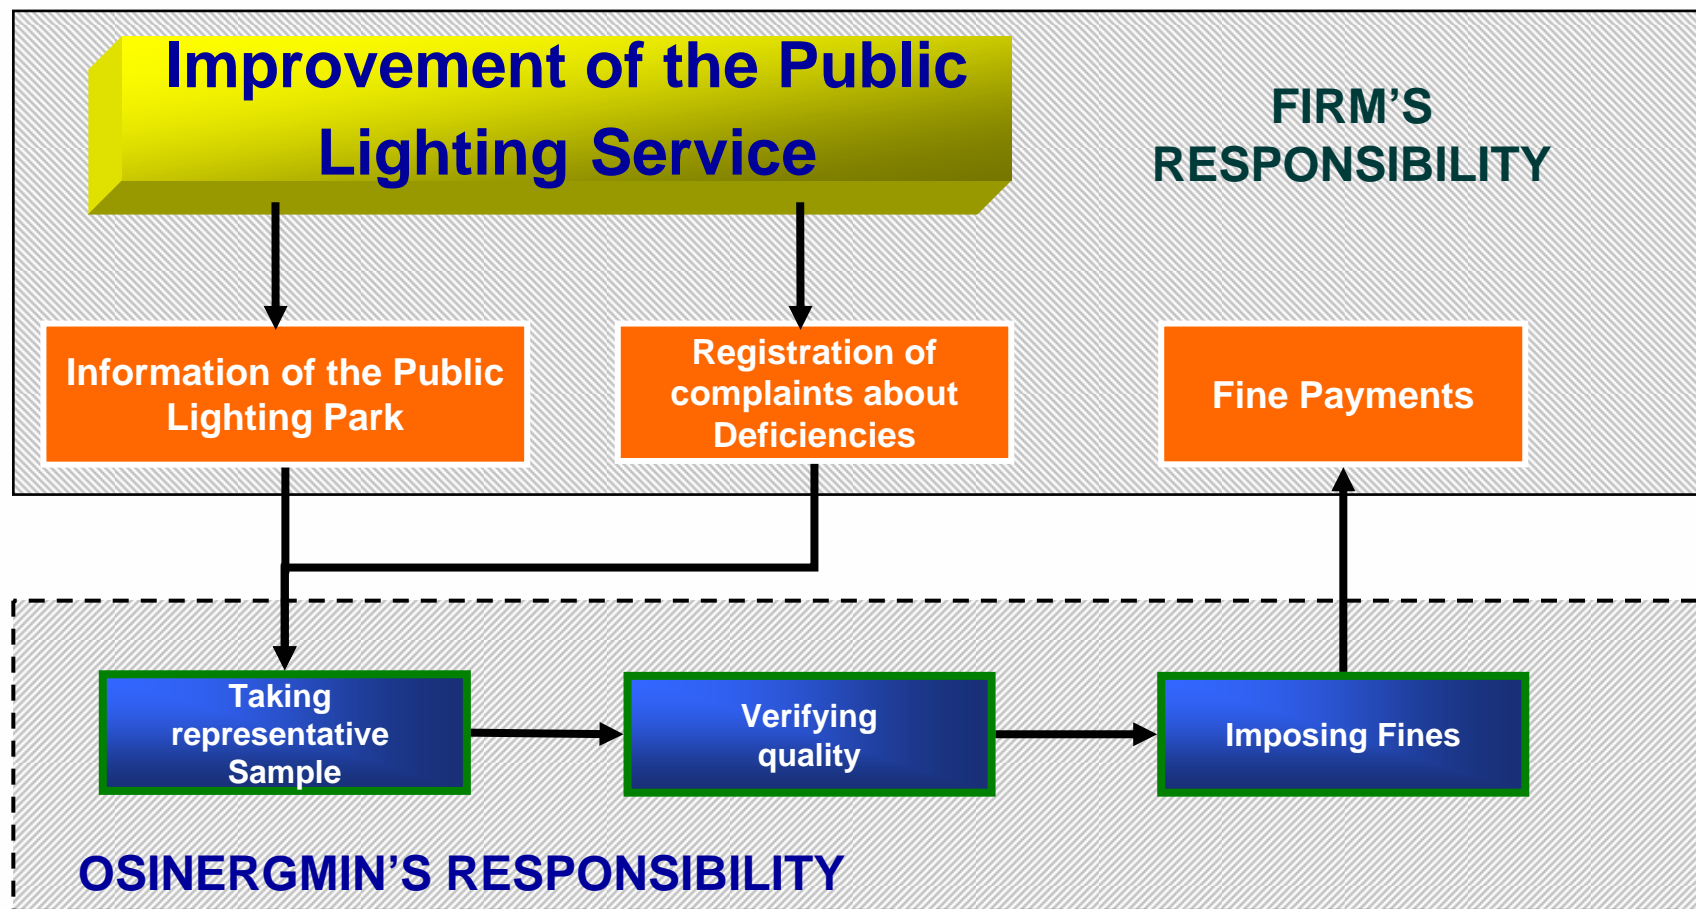 Improvement of the Public
Lighting Service
FIRM’S
RESPONSIBILITY
Information of the Public
Lighting Park
Registration of
complaints about
Deficiencies
Fine Payments
Taking
representative
Sample
Verifying
quality
Imposing Fines
OSINERGMIN’S RESPONSIBILITY